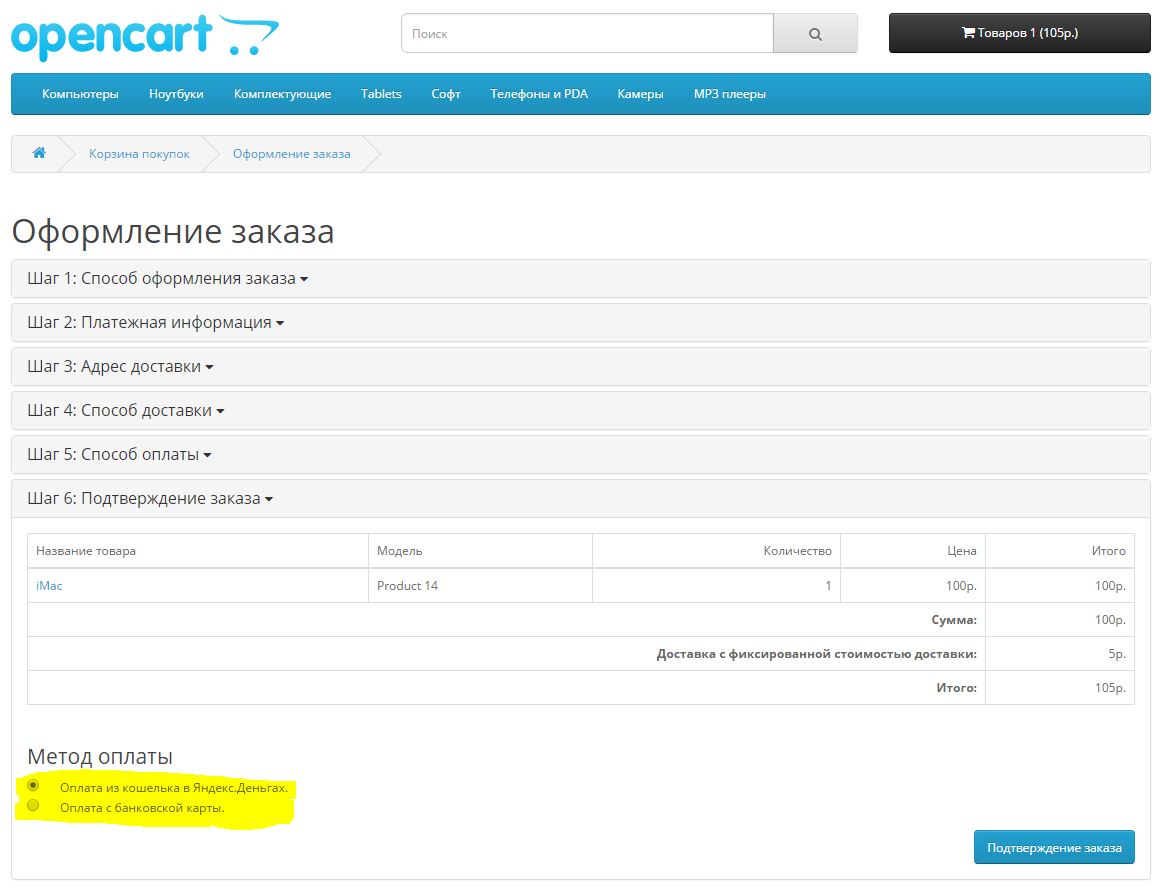 opencart
Поиск
Товаров 1 (105р.)
Компьютеры Ноутбуки Комплектующие Tablets Софт Телефоны и PDA Камеры MP3 плееры
Корзина покупок Оформление заказа
Оформление заказа
Шаг 1: Способ оформления заказа
Шаг 2: Платежная информация
Шаг 3: Адрес доставки
Шаг 4: Способ доставки
Шаг 5: Способ оплаты
Шаг 6: Подтверждение заказа
Название товара Модель Количество Цена Итого
iMac Product 14 1 100р. 100р.
Сумма: 100р.
Доставка с фиксированной стоимостью доставки: 5р.
Итого: 105р.
Метод оплаты
Оплата из кошелька в Яндекс.Деньгах.
Оплата с банковской карты.
Подтверждение заказа